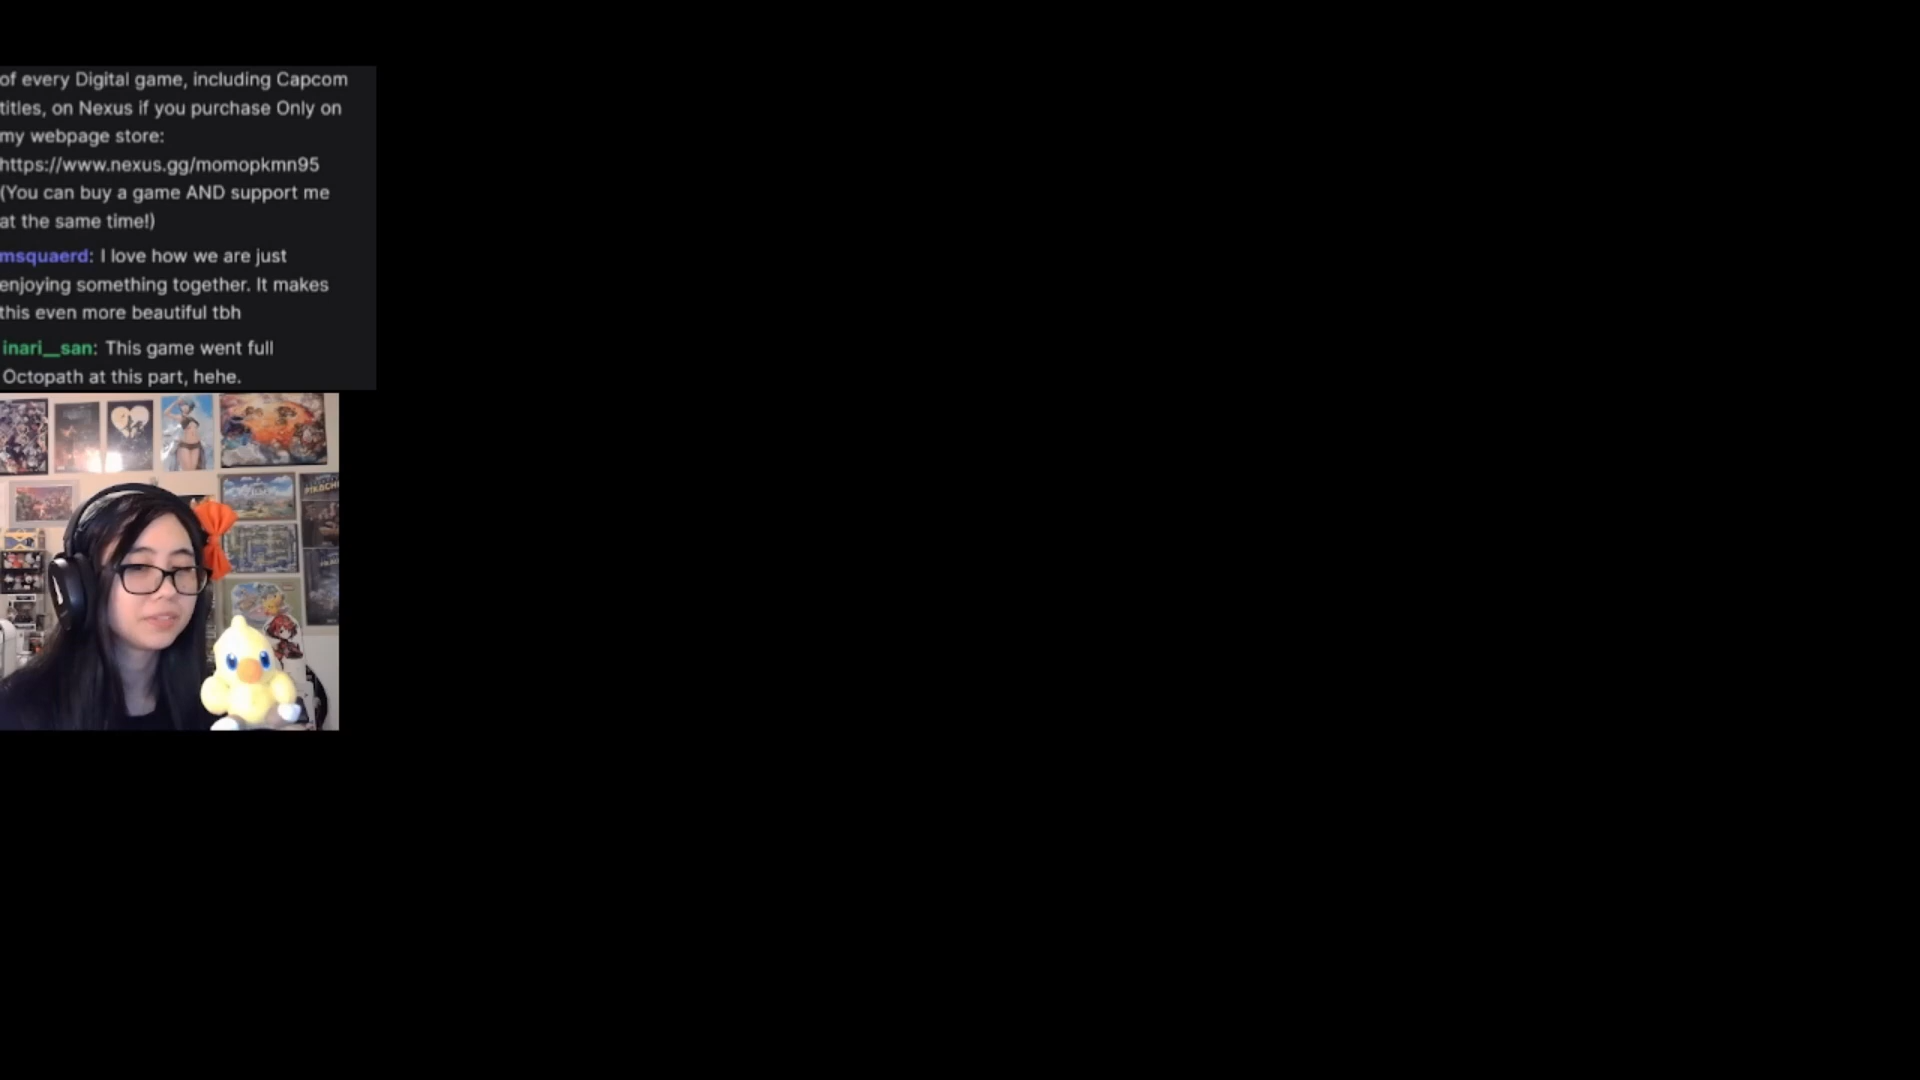 of every Digital game, including Capcom
titles, on Nexus if you purchase Only on
my webpage store:
https://www.nexus.gg/momopkmn95
(You can buy a game AND support me
at the same time!)
msquaerd: I love how we are just
enjoying something together. It makes
this even more beautiful tbh
inari__san: This game went full
Octopath at this part, hehe.